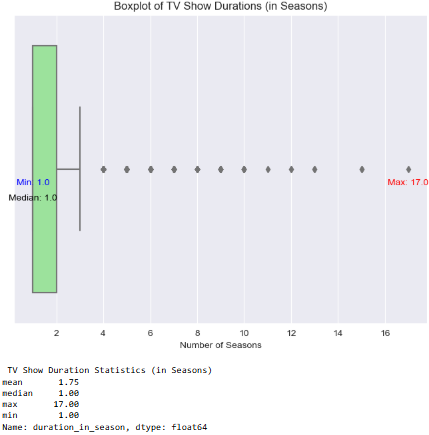 Boxplot of TV Show Durations (in Seasons)
Min: 1.0
Max: 17.0
Median: 1.0
2 4 6 8 10 12 14 16
Number of Seasons
TV Show Duration Statistics (in Seasons)
mean 1.75
median 1.00
max 17.00
min 1.00
Name: duration_in_season, dtype: float64